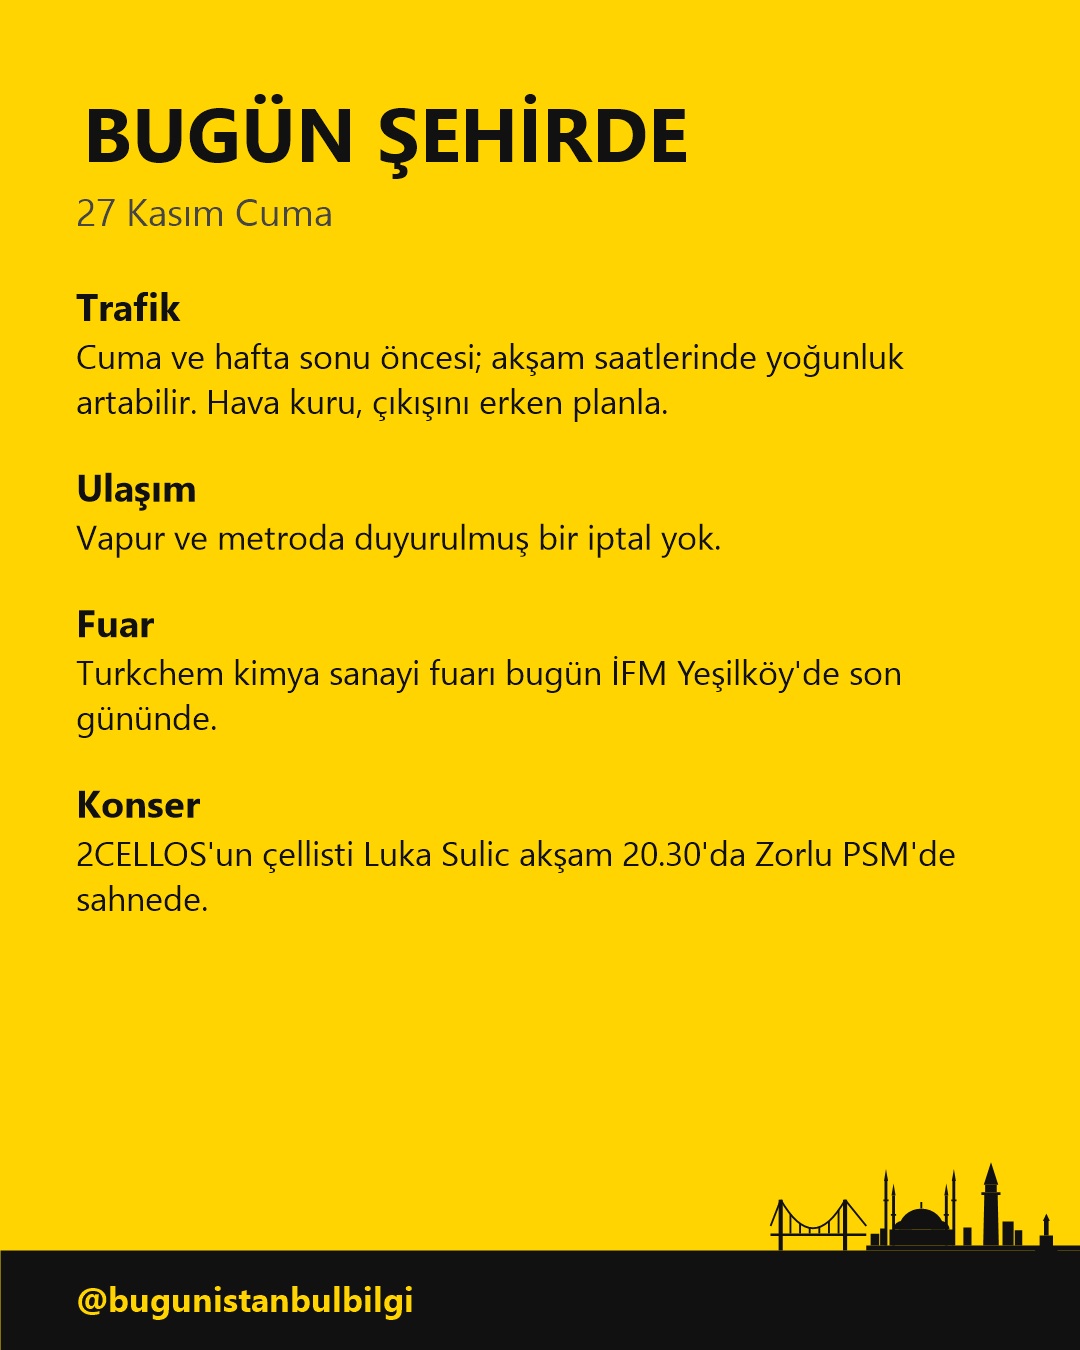 BUGÜN ŞEHİRDE
27 Kasım Cuma
Trafik
Cuma ve hafta sonu öncesi; akşam saatlerinde yoğunluk
artabilir. Hava kuru, çıkışını erken planla.
Ulaşım
Vapur ve metroda duyurulmuş bir iptal yok.
Fuar
Turkchem kimya sanayi fuarı bugün İFM Yeşilköy'de son
gününde.
Konser
2CELLOS'un çellisti Luka Sulic akşam 20.30'da Zorlu PSM'de
sahnede.
@bugunistanbulbilgi